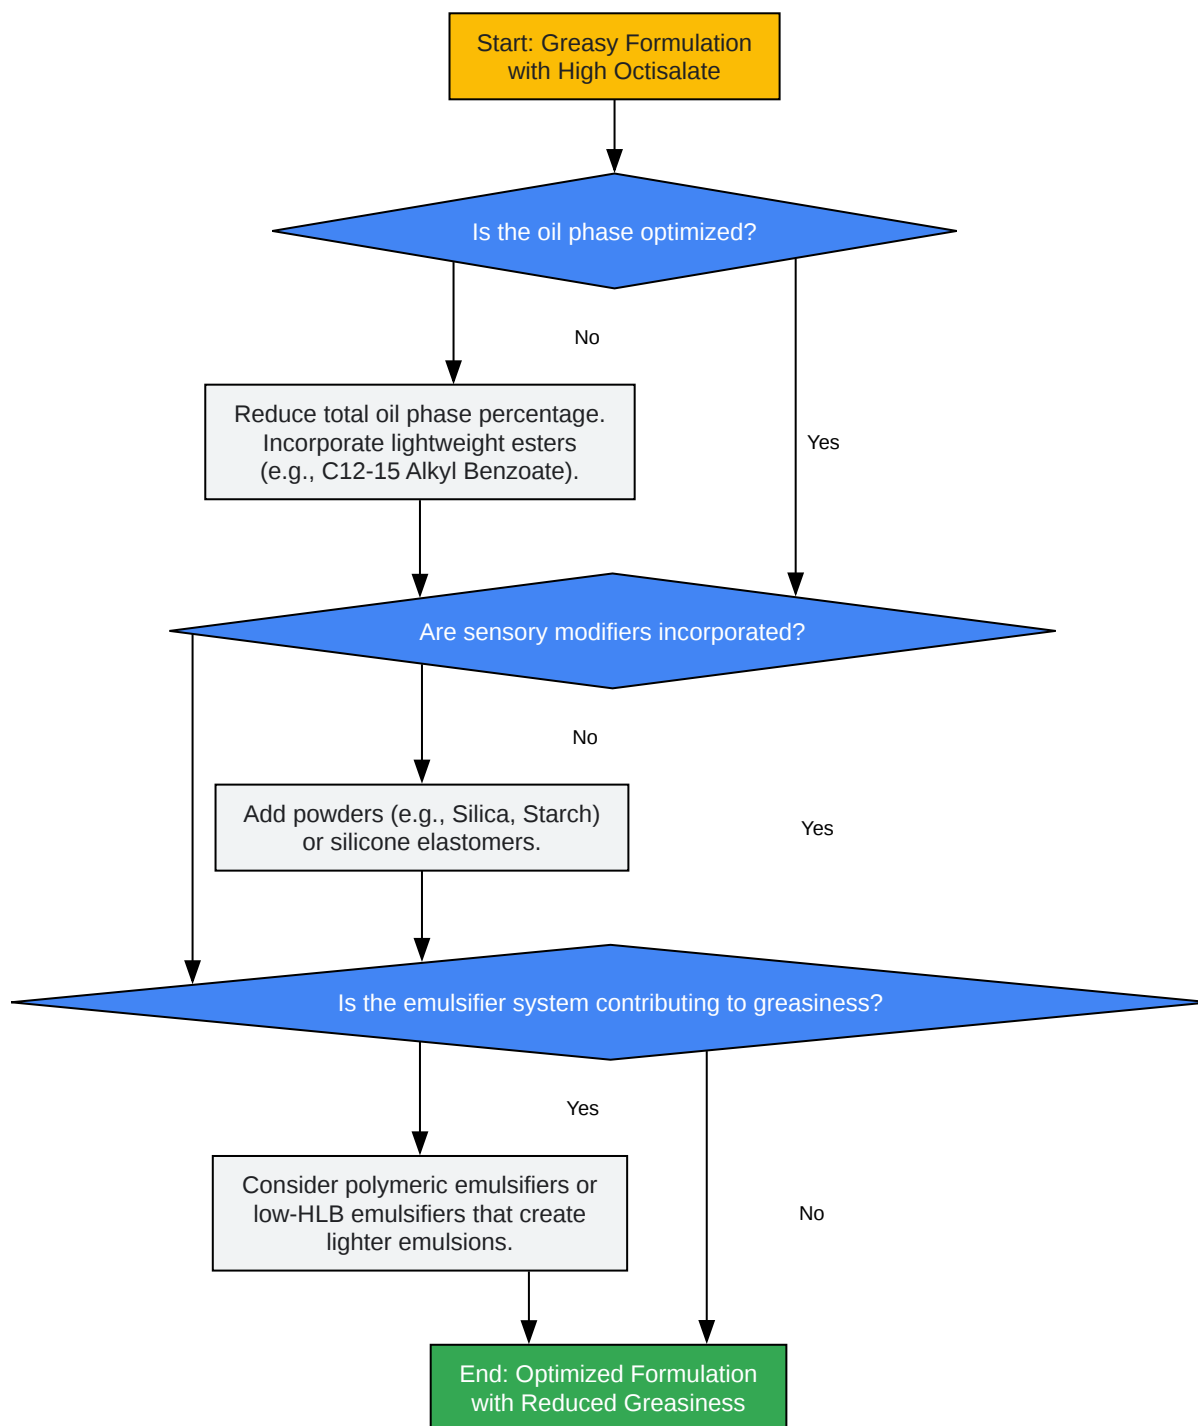 Start: Greasy Formulation
with High Octisalate
Is the oil phase optimized?
No
Reduce total oil phase percentage.
Incorporate lightweight esters
(e.g., C12-15 Alkyl Benzoate).
Yes
Are sensory modifiers incorporated?
No
Add powders (e.g., Silica, Starch)
or silicone elastomers.
Yes
Is the emulsifier system contributing to greasiness?
Yes
Consider polymeric emulsifiers or
low-HLB emulsifiers that create
lighter emulsions.
No
End: Optimized Formulation
with Reduced Greasiness